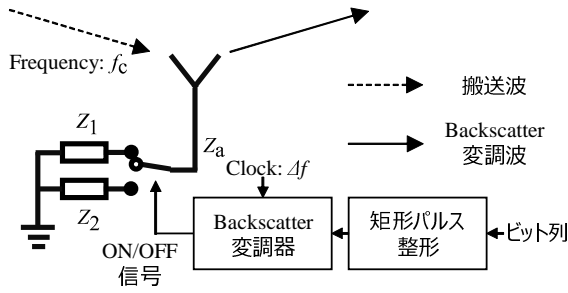 Frequency: fc
搬送波
Z1
Za
Backscatter
変調波
Clock: Δf
Z2
Backscatter
変調器
矩形パルス
整形
ビット列
ON/OFF
信号